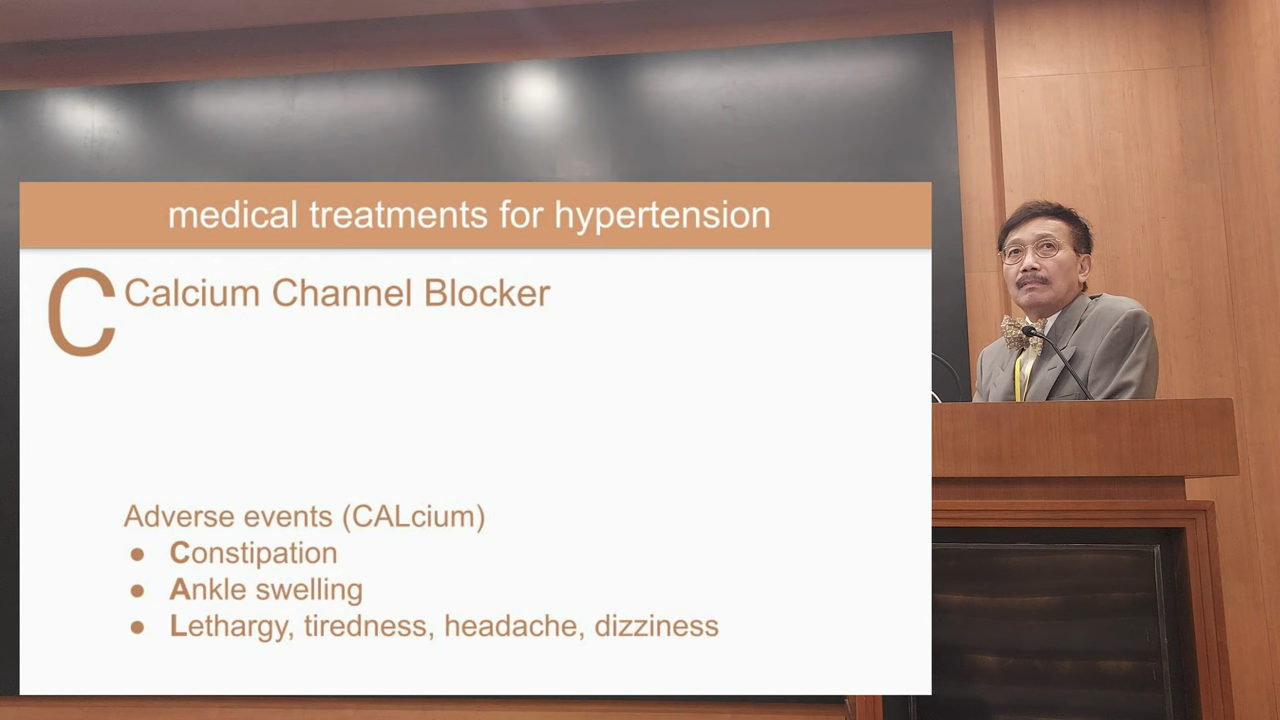 medical treatments for hypertension
C Calcium Channel Blocker
Adverse events (CALcium)
● Constipation
● Ankle swelling
● Lethargy, tiredness, headache, dizziness